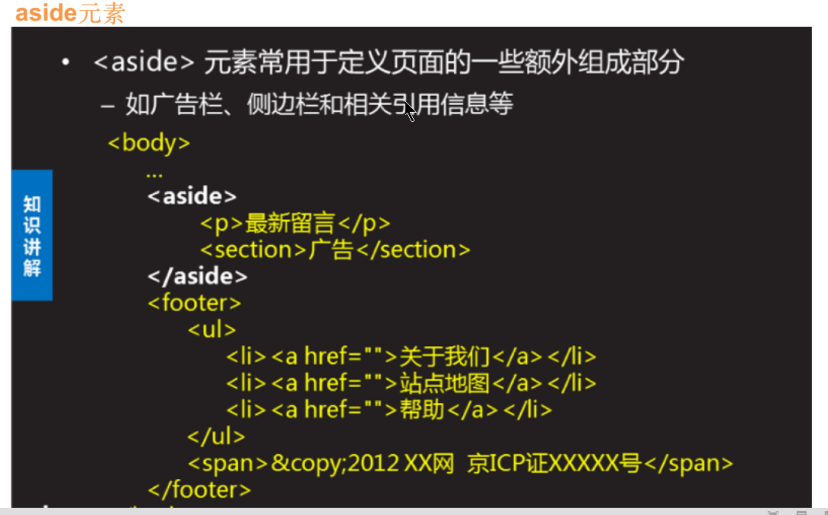 aside元素
• <aside> 元素常用于定义页面的一些额外组成部分
– 如广告栏、侧边栏和相关引用信息等
<body>
...
<aside>
<p>最新留言</p>
<section>广告</section>
</aside>
<footer>
<ul>
<li><a href="">关于我们</a></li>
<li><a href="">站点地图</a></li>
<li><a href="">帮助</a></li>
</ul>
<span>&copy;2012 XX网 京ICP证XXXXX号</span>
</footer>
知识讲解